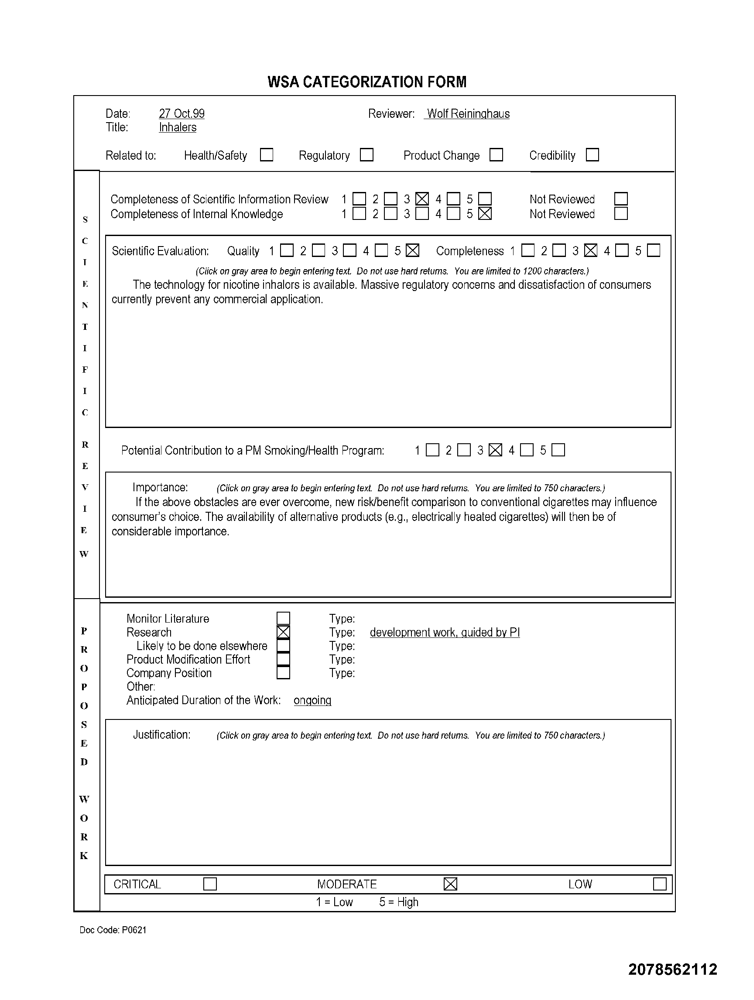 WSA CATEGORIZATION FORM
Date: 27 Oct.99 Reviewer: Wolf Reininghaus
Title: Inhalers
Related to: Health/Safety ☐ Regulatory ☐ Product Change ☐ Credibility ☐
SCIENTIFIC REVIEW
Completeness of Scientific Information Review 1 ☐ 2 ☐ 3 ☒ 4 ☐ 5 ☐ Not Reviewed ☐
Completeness of Internal Knowledge 1 ☐ 2 ☐ 3 ☐ 4 ☐ 5 ☒ Not Reviewed ☐
Scientific Evaluation: Quality 1 ☐ 2 ☐ 3 ☐ 4 ☐ 5 ☒ Completeness 1 ☐ 2 ☐ 3 ☒ 4 ☐ 5 ☐
(Click on gray area to begin entering text. Do not use hard returns. You are limited to 1200 characters.)
The technology for nicotine inhalors is available. Massive regulatory concerns and dissatisfaction of consumers
currently prevent any commercial application.
Potential Contribution to a PM Smoking/Health Program: 1 ☐ 2 ☐ 3 ☒ 4 ☐ 5 ☐
Importance: (Click on gray area to begin entering text. Do not use hard returns. You are limited to 750 characters.)
If the above obstacles are ever overcome, new risk/benefit comparison to conventional cigarettes may influence
consumer's choice. The availability of alternative products (e.g., electrically heated cigarettes) will then be of
considerable importance.
PROPOSED WORK
Monitor Literature ☐ Type:
Research ☒ Type: development work, guided by PI
Likely to be done elsewhere ☐ Type:
Product Modification Effort ☐ Type:
Company Position ☐ Type:
Other:
Anticipated Duration of the Work: ongoing
Justification: (Click on gray area to begin entering text. Do not use hard returns. You are limited to 750 characters.)
CRITICAL ☐ MODERATE ☒ LOW ☐
1 = Low 5 = High
Doc Code: P0621
2078562112